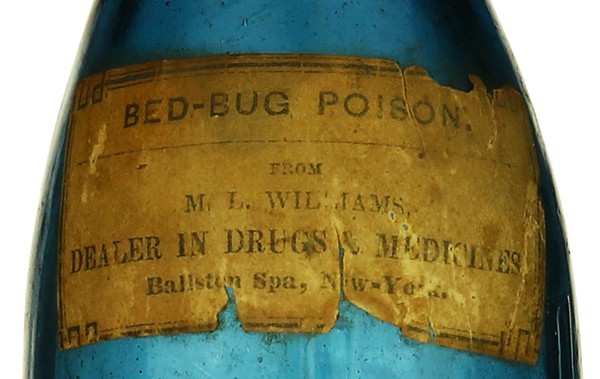 BED-BUG POISON.
FROM
M. L. WILLIAMS,
DEALER IN DRUGS & MEDICINES
Ballston Spa, New-York.